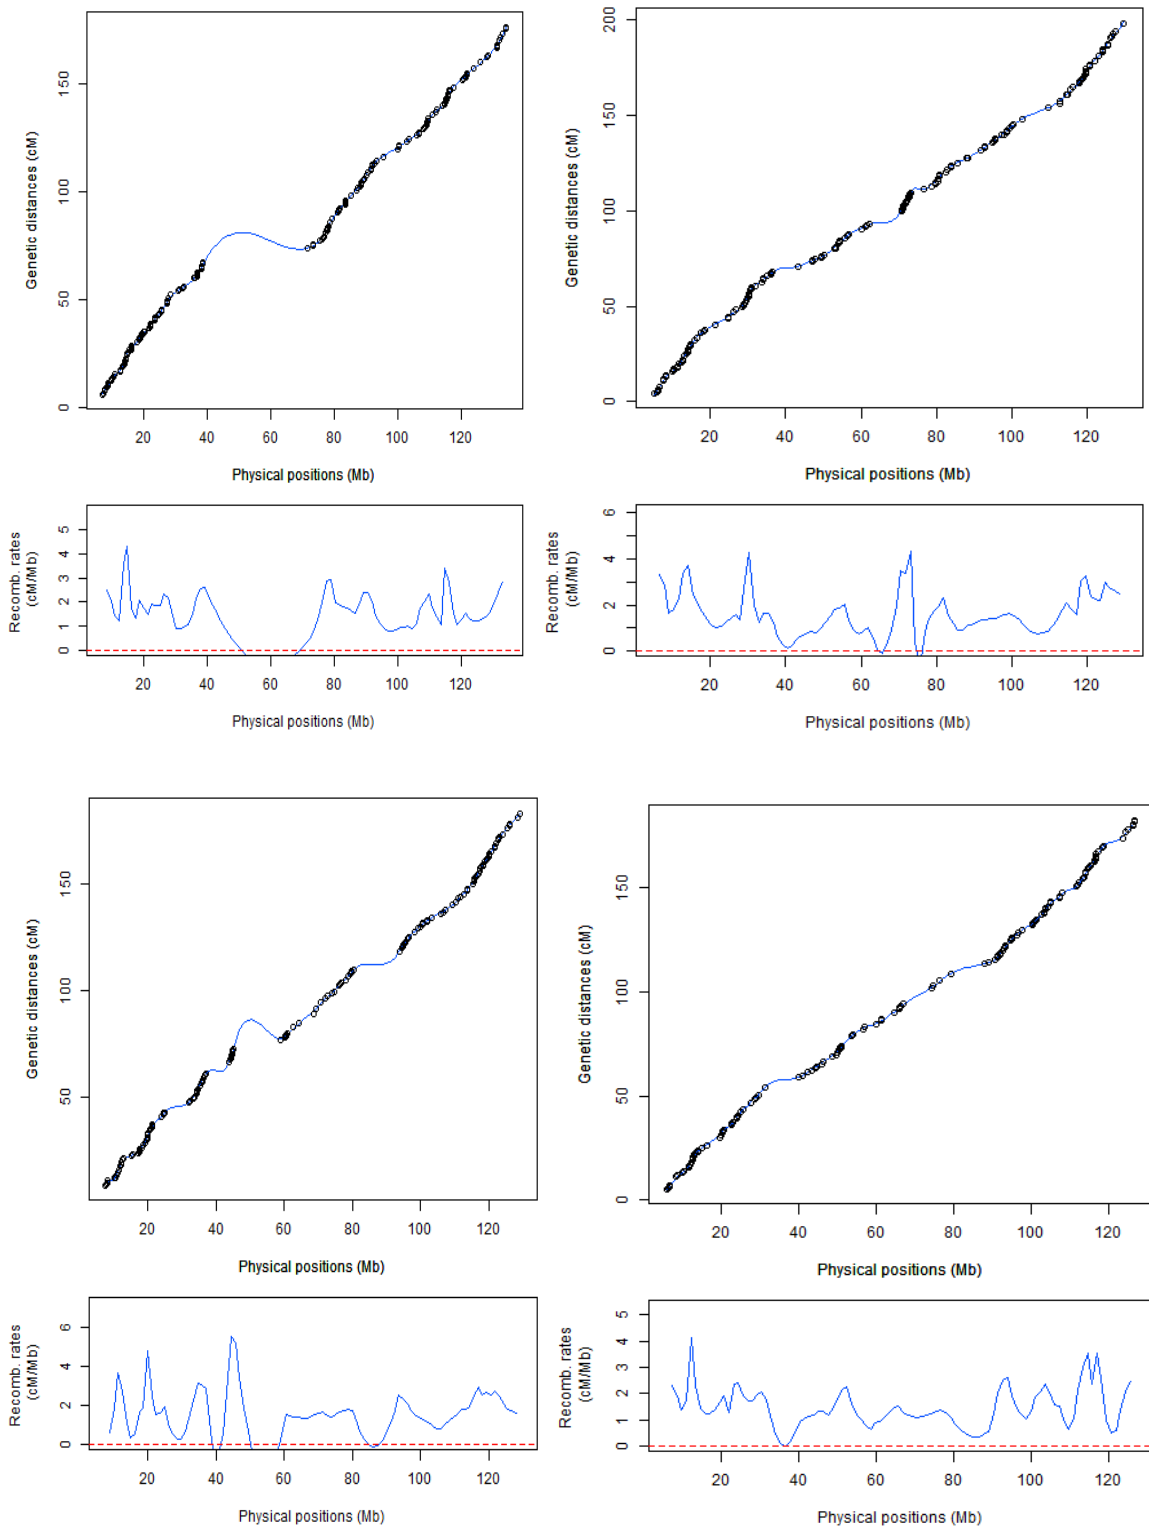 Genetic distances (cM)
0 50 100 150
20 40 60 80 100 120
Physical positions (Mb)
Recomb. rates
(cM/Mb)
0 1 2 3 4 5
20 40 60 80 100 120
Physical positions (Mb)
Genetic distances (cM)
0 50 100 150 200
20 40 60 80 100 120
Physical positions (Mb)
Recomb. rates
(cM/Mb)
0 2 4 6
20 40 60 80 100 120
Physical positions (Mb)
Genetic distances (cM)
50 100 150
20 40 60 80 100 120
Physical positions (Mb)
Recomb. rates
(cM/Mb)
0 2 4 6
20 40 60 80 100 120
Physical positions (Mb)
Genetic distances (cM)
0 50 100 150
20 40 60 80 100 120
Physical positions (Mb)
Recomb. rates
(cM/Mb)
0 1 2 3 4 5
20 40 60 80 100 120
Physical positions (Mb)